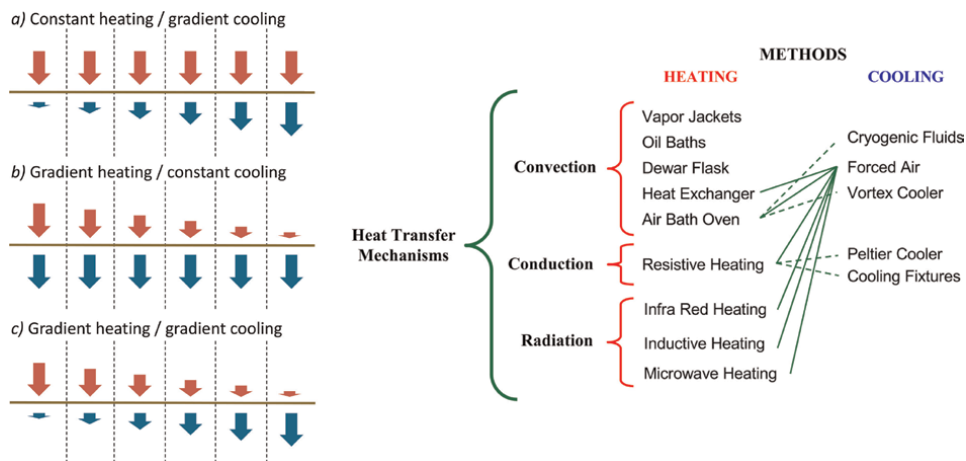 a) Constant heating / gradient cooling
b) Gradient heating / constant cooling
c) Gradient heating / gradient cooling
METHODS
HEATING
COOLING
Heat Transfer
Mechanisms
Convection
Vapor Jackets
Oil Baths
Dewar Flask
Heat Exchanger
Air Bath Oven
Conduction
Resistive Heating
Radiation
Infra Red Heating
Inductive Heating
Microwave Heating
Cryogenic Fluids
Forced Air
Vortex Cooler
Peltier Cooler
Cooling Fixtures